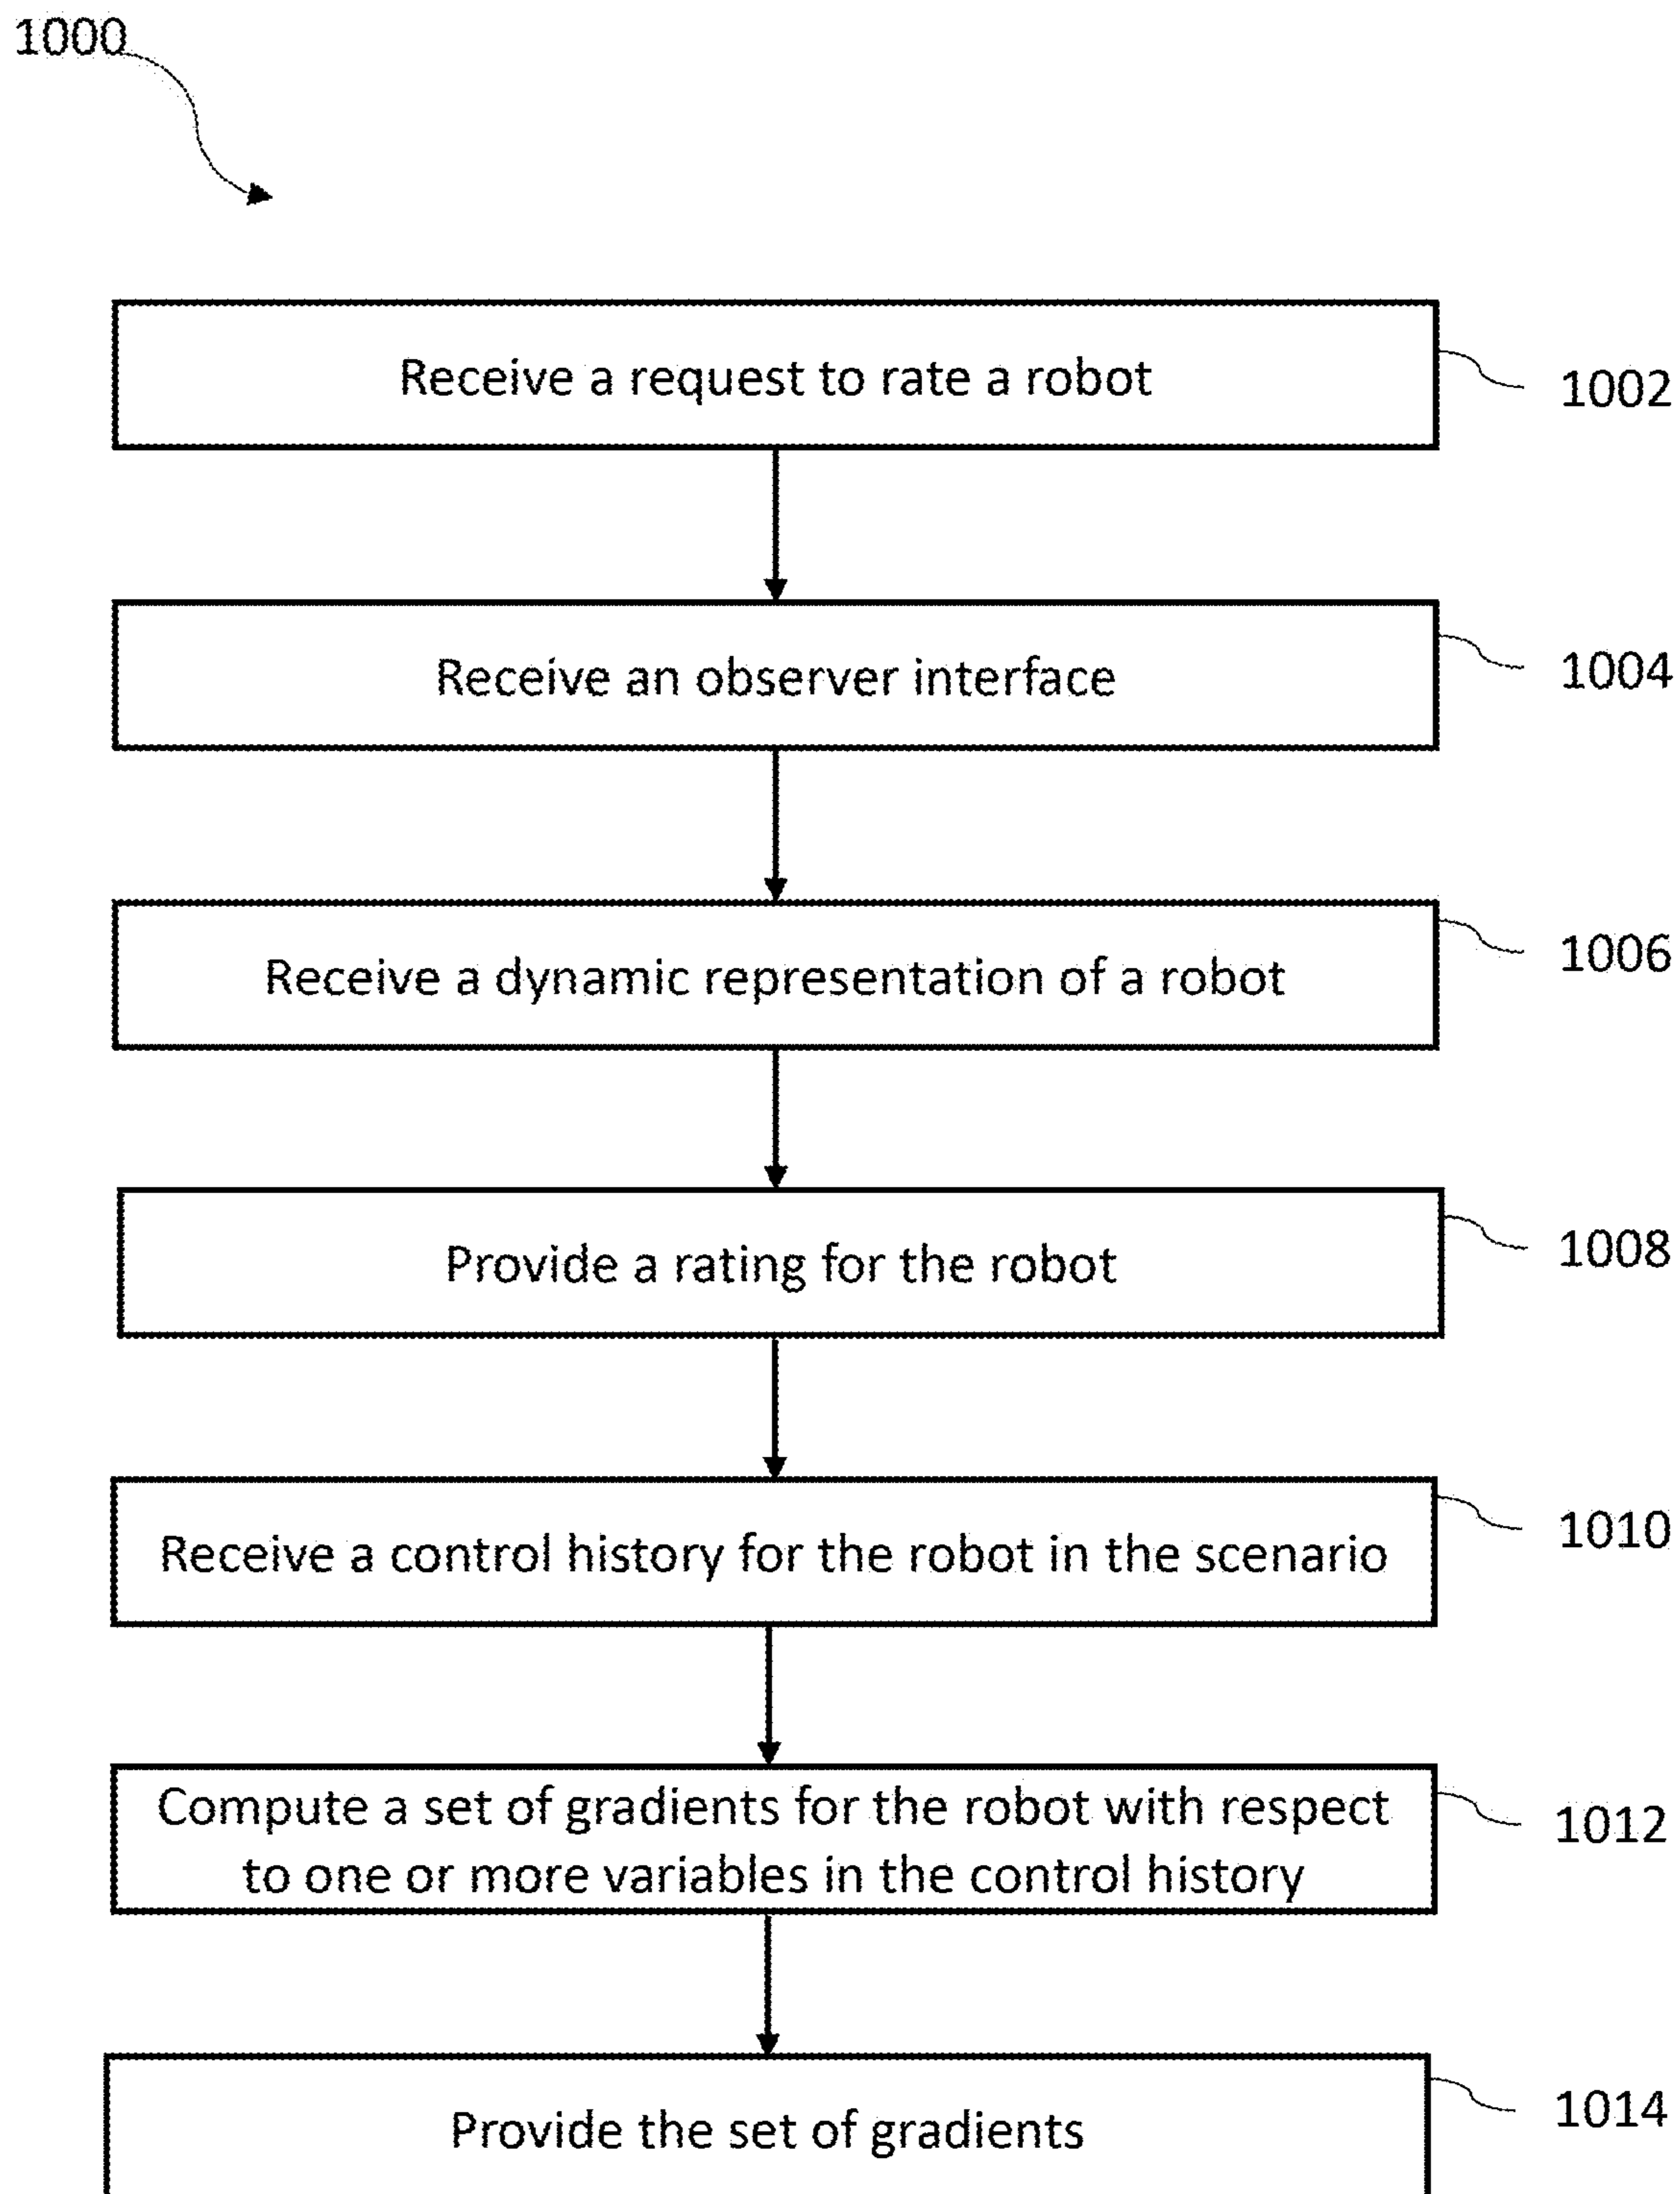 1000
Receive a request to rate a robot
1002
Receive an observer interface
1004
Receive a dynamic representation of a robot
1006
Provide a rating for the robot
1008
Receive a control history for the robot in the scenario
1010
Compute a set of gradients for the robot with respect
to one or more variables in the control history
1012
Provide the set of gradients
1014